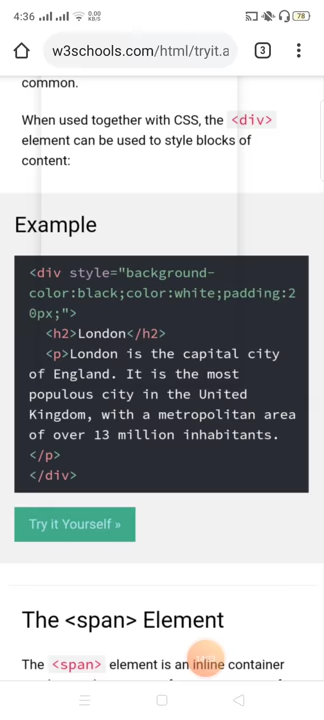 4:36
0.00
KB/S
78
w3schools.com/html/tryit.a
3
common.
When used together with CSS, the <div>
element can be used to style blocks of
content:
Example
<div style="background-
color:black;color:white;padding:2
0px;">
<h2>London</h2>
<p>London is the capital city
of England. It is the most
populous city in the United
Kingdom, with a metropolitan area
of over 13 million inhabitants.
</p>
</div>
Try it Yourself »
The <span> Element
The <span> element is an inline container